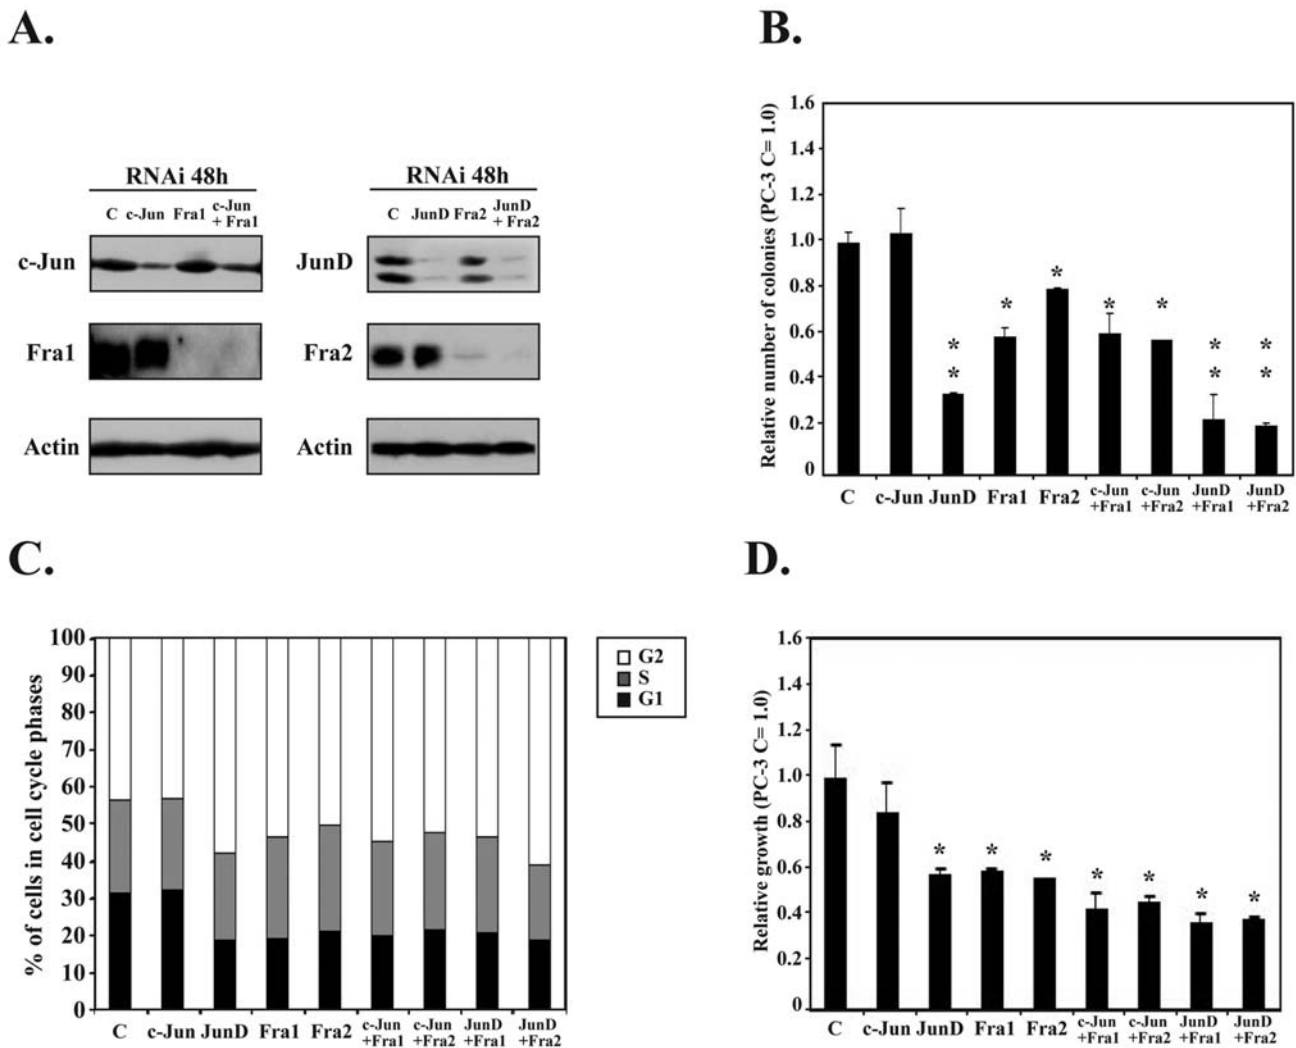 A.
RNAi 48h
C c-Jun Fra1 c-Jun + Fra1
c-Jun
Fra1
Actin
RNAi 48h
C JunD Fra2 JunD + Fra2
JunD
Fra2
Actin
B.
Relative number of colonies (PC-3 C= 1.0)
1.6
1.4
1.2
1.0
0.8
0.6
0.4
0.2
0
* * * * * * * * * * *
C c-Jun JunD Fra1 Fra2 c-Jun +Fra1 c-Jun +Fra2 JunD +Fra1 JunD +Fra2
C.
% of cells in cell cycle phases
100
90
80
70
60
50
40
30
20
10
0
C c-Jun JunD Fra1 Fra2 c-Jun +Fra1 c-Jun +Fra2 JunD +Fra1 JunD +Fra2
G2
S
G1
D.
Relative growth (PC-3 C= 1.0)
1.6
1.4
1.2
1.0
0.8
0.6
0.4
0.2
0
* * * * * * *
C c-Jun JunD Fra1 Fra2 c-Jun +Fra1 c-Jun +Fra2 JunD +Fra1 JunD +Fra2